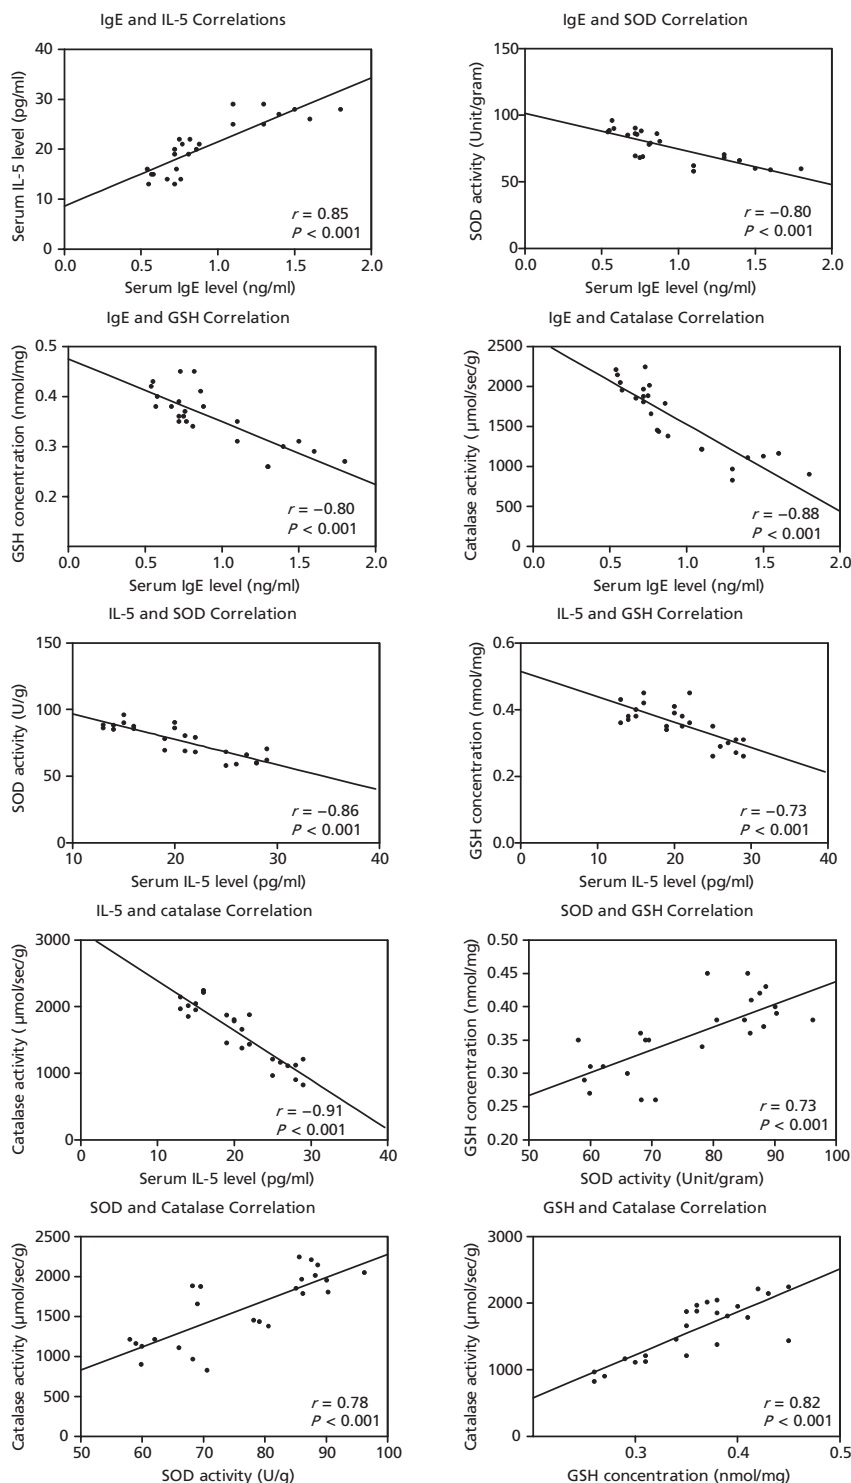 IgE and IL-5 Correlations
Serum IL-5 level (pg/ml)
40
30
20
10
0
r = 0.85
P < 0.001
0.0 0.5 1.0 1.5 2.0
Serum IgE level (ng/ml)
IgE and SOD Correlation
SOD activity (Unit/gram)
150
100
50
0
r = −0.80
P < 0.001
0.0 0.5 1.0 1.5 2.0
Serum IgE level (ng/ml)
IgE and GSH Correlation
GSH concentration (nmol/mg)
0.5
0.4
0.3
0.2
r = −0.80
P < 0.001
0.0 0.5 1.0 1.5 2.0
Serum IgE level (ng/ml)
IgE and Catalase Correlation
Catalase activity ( µmol/sec/g)
2500
2000
1500
1000
500
0
r = −0.88
P < 0.001
0.0 0.5 1.0 1.5 2.0
Serum IgE level (ng/ml)
IL-5 and SOD Correlation
SOD activity (U/g)
150
100
50
0
r = −0.86
P < 0.001
10 20 30 40
Serum IL-5 level (pg/ml)
IL-5 and GSH Correlation
GSH concentration (nmol/mg)
0.6
0.4
0.2
0.0
r = −0.73
P < 0.001
0 10 20 30 40
Serum IL-5 level (pg/ml)
IL-5 and catalase Correlation
Catalase activity ( µmol/sec/g)
3000
2000
1000
0
r = −0.91
P < 0.001
0 10 20 30 40
Serum IL-5 level (pg/ml)
SOD and GSH Correlation
GSH concentration (nmol/mg)
0.50
0.45
0.40
0.35
0.30
0.25
0.20
r = 0.73
P < 0.001
50 60 70 80 90 100
SOD activity (Unit/gram)
SOD and Catalase Correlation
Catalase activity (µmol/sec/g)
2500
2000
1500
1000
500
0
r = 0.78
P < 0.001
50 60 70 80 90 100
SOD activity (U/g)
GSH and Catalase Correlation
Catalase activity (µmol/sec/g)
3000
2000
1000
0
r = 0.82
P < 0.001
0.3 0.4 0.5
GSH concentration (nmol/mg)